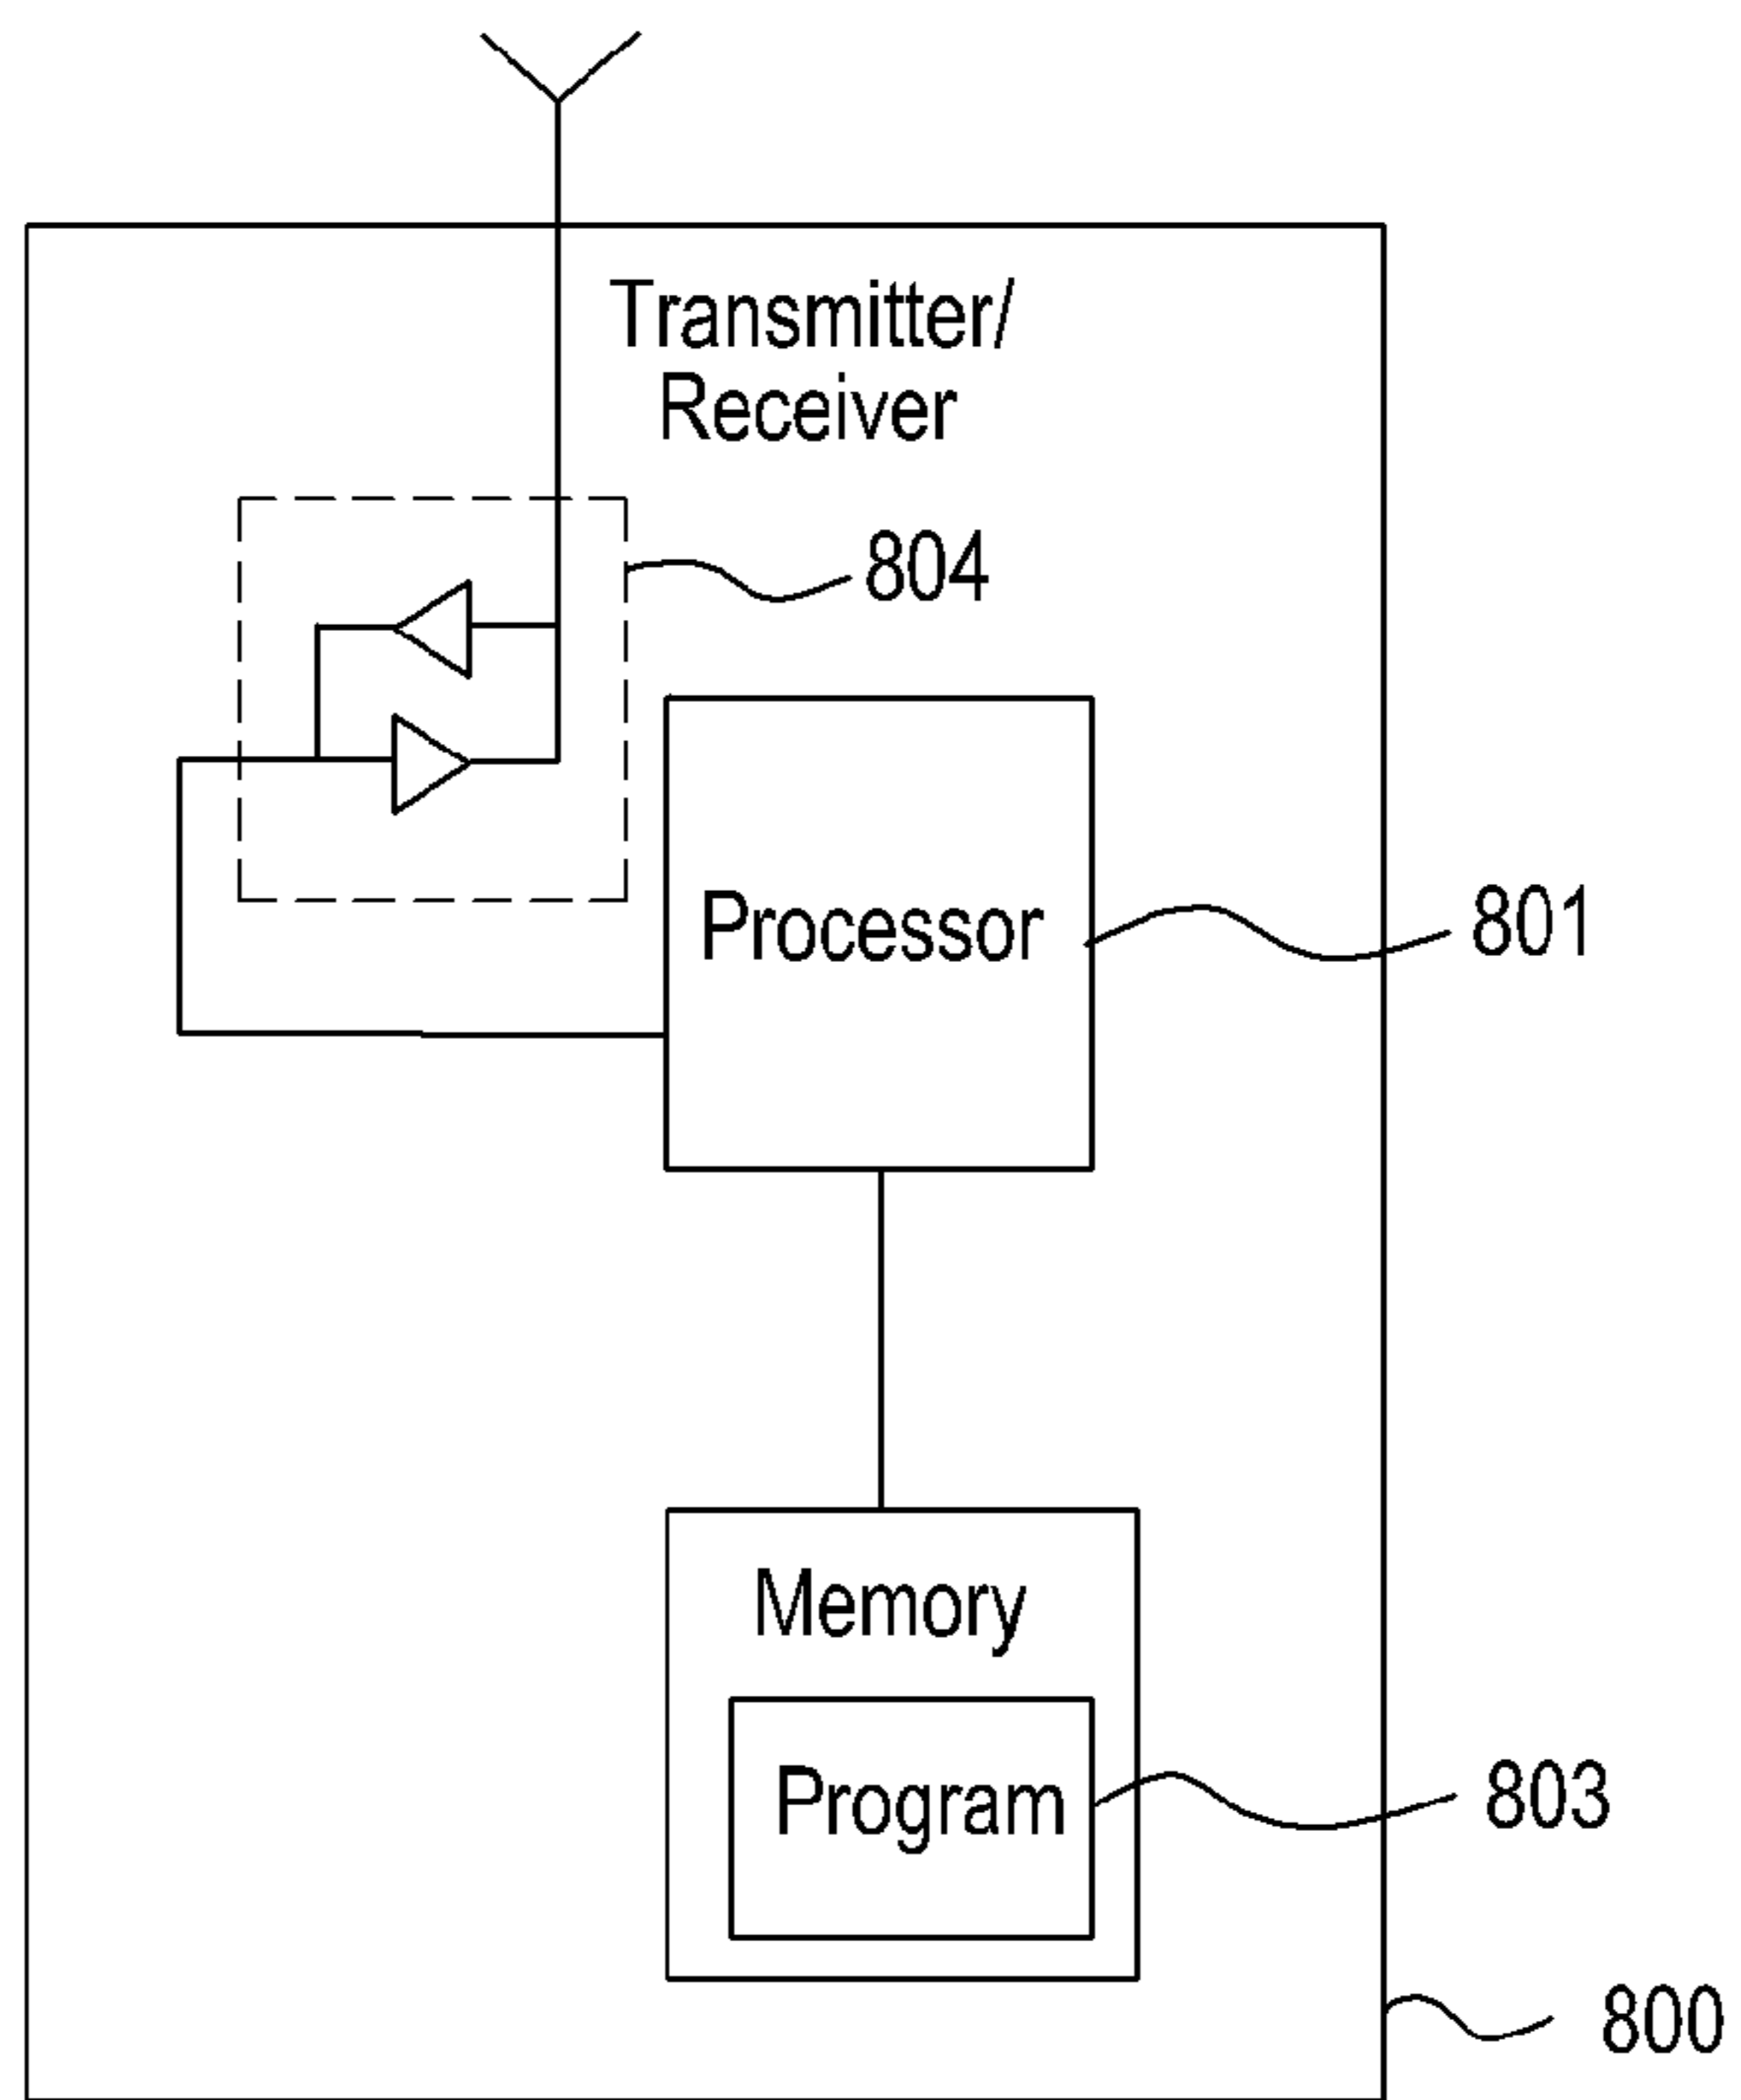 Transmitter/
Receiver
804
Processor
801
Memory
Program
803
800